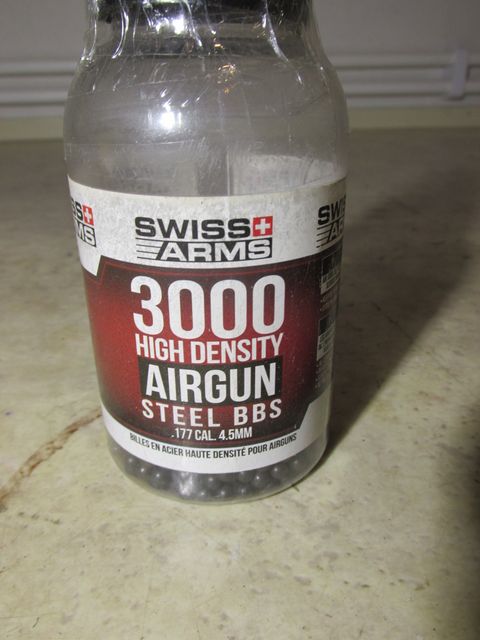 SWISS
ARMS
3000
HIGH DENSITY
AIRGUN
STEEL BBS
.177 CAL. 4.5MM
BILLES EN ACIER HAUTE DENSITÉ POUR AIRGUNS